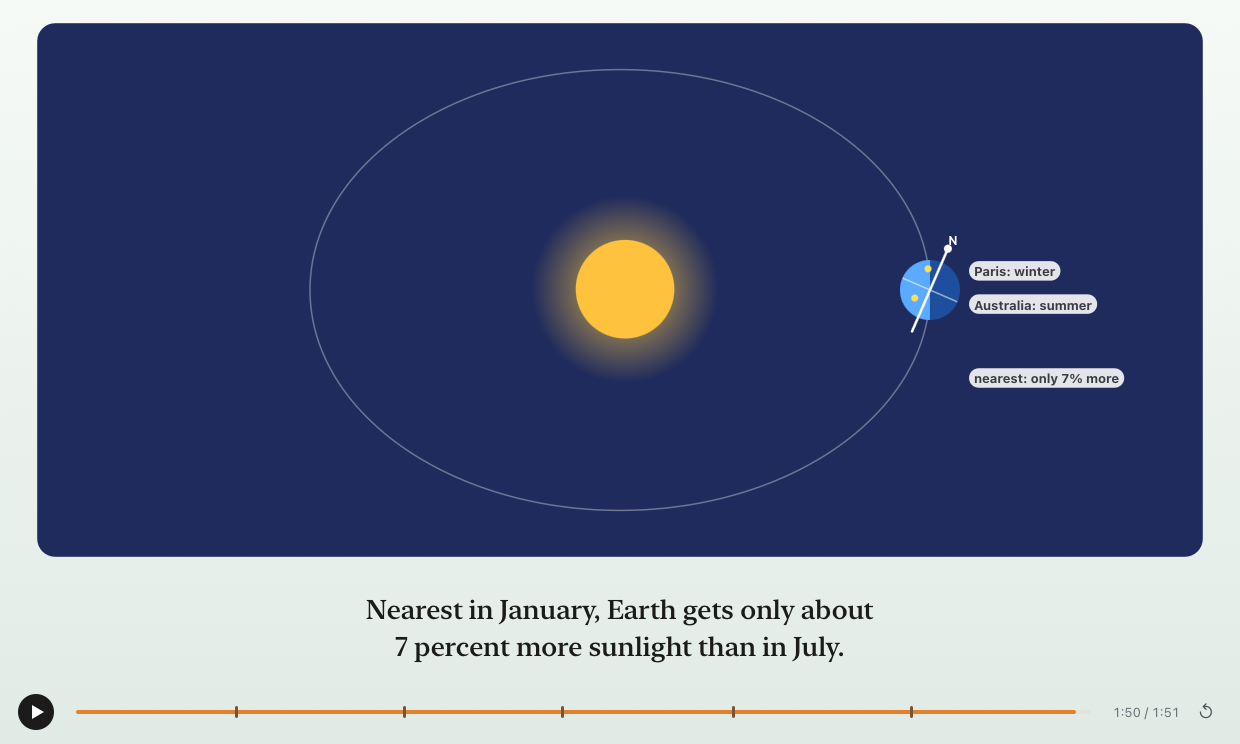 N
Paris: winter
Australia: summer
nearest: only 7% more
Nearest in January, Earth gets only about
7 percent more sunlight than in July.
1:50 / 1:51